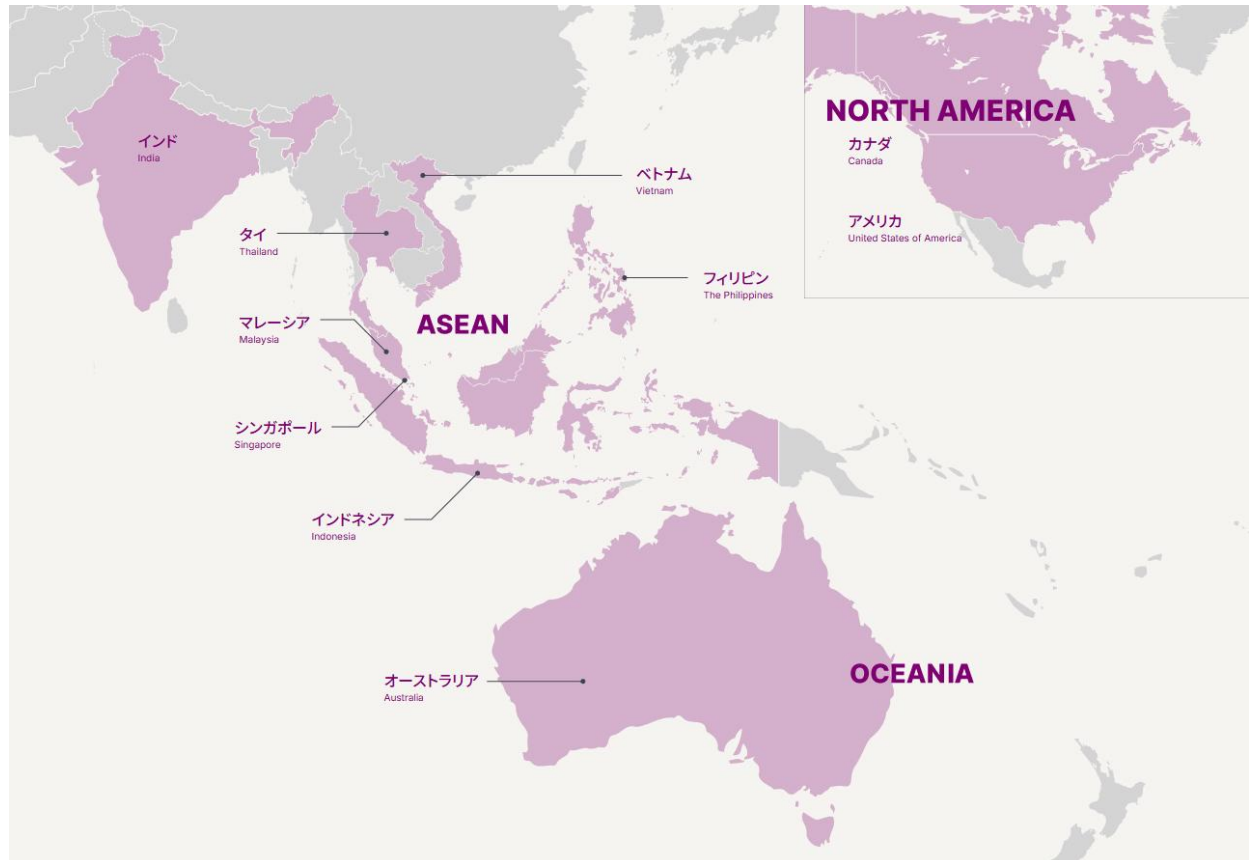 NORTH AMERICA
カナダ
Canada
アメリカ
United States of America
インド
India
ベトナム
Vietnam
タイ
Thailand
フィリピン
The Philippines
マレーシア
Malaysia
ASEAN
シンガポール
Singapore
インドネシア
Indonesia
オーストラリア
Australia
OCEANIA